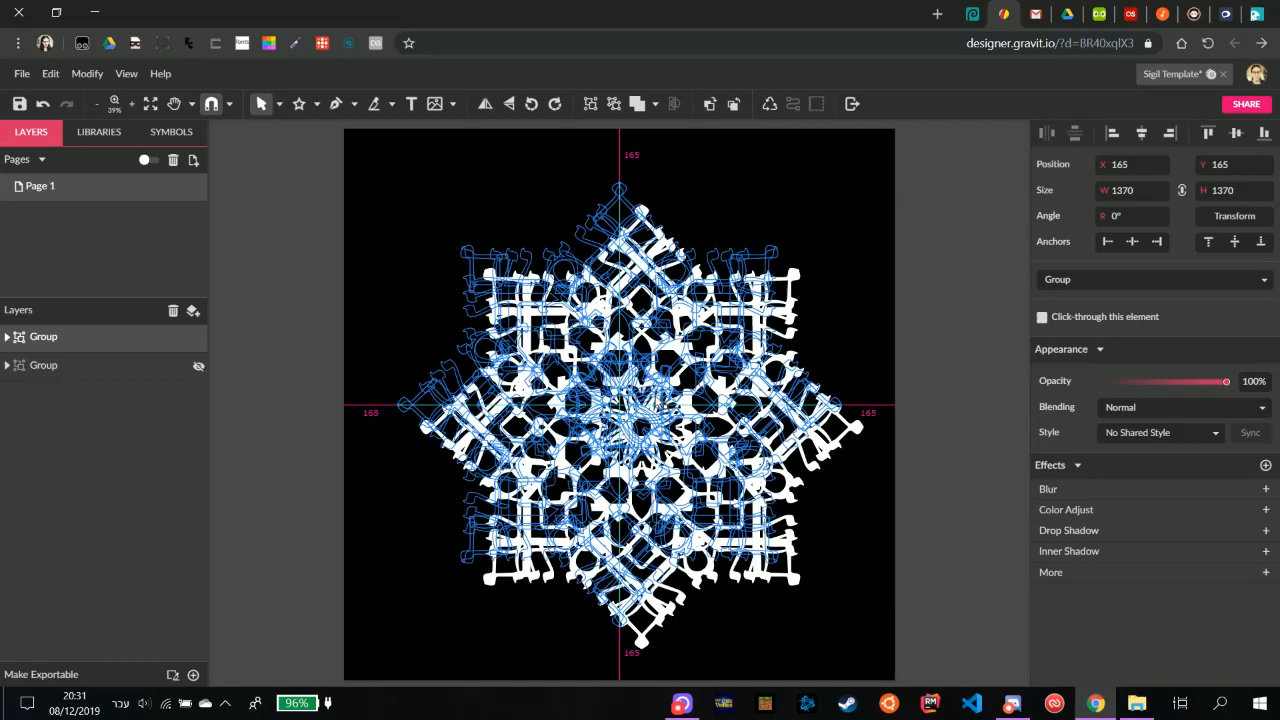 designer.gravit.io/?d=BR40xqlX3
File Edit Modify View Help
Sigil Template*
39%
SHARE
LAYERS LIBRARIES SYMBOLS
Pages
Page 1
Layers
Group
Group
Make Exportable
165
165
165
165
Position X 165 Y 165
Size W 1370 H 1370
Angle R 0° Transform
Anchors
Group
Click-through this element
Appearance
Opacity 100%
Blending Normal
Style No Shared Style Sync
Effects
Blur
Color Adjust
Drop Shadow
Inner Shadow
More
20:31
08/12/2019
עבר
96%